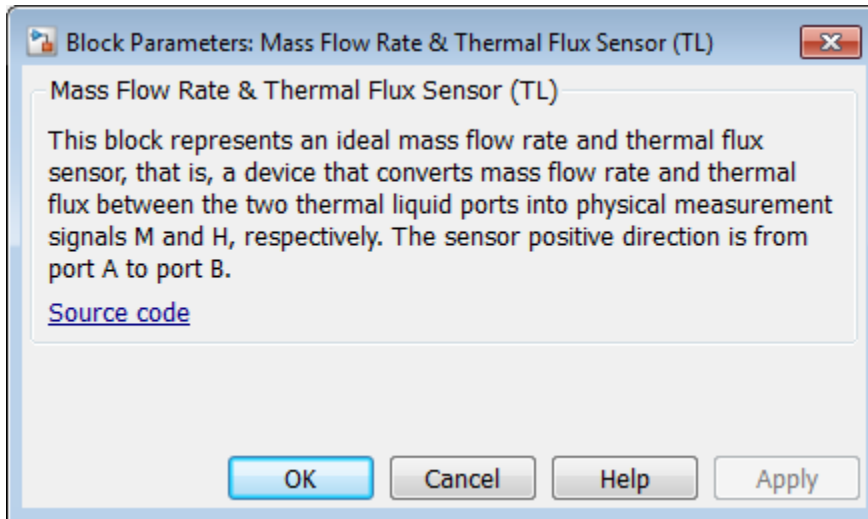 Block Parameters: Mass Flow Rate & Thermal Flux Sensor (TL)
Mass Flow Rate & Thermal Flux Sensor (TL)
This block represents an ideal mass flow rate and thermal flux
sensor, that is, a device that converts mass flow rate and thermal
flux between the two thermal liquid ports into physical measurement
signals M and H, respectively. The sensor positive direction is from
port A to port B.
Source code
OK Cancel Help Apply